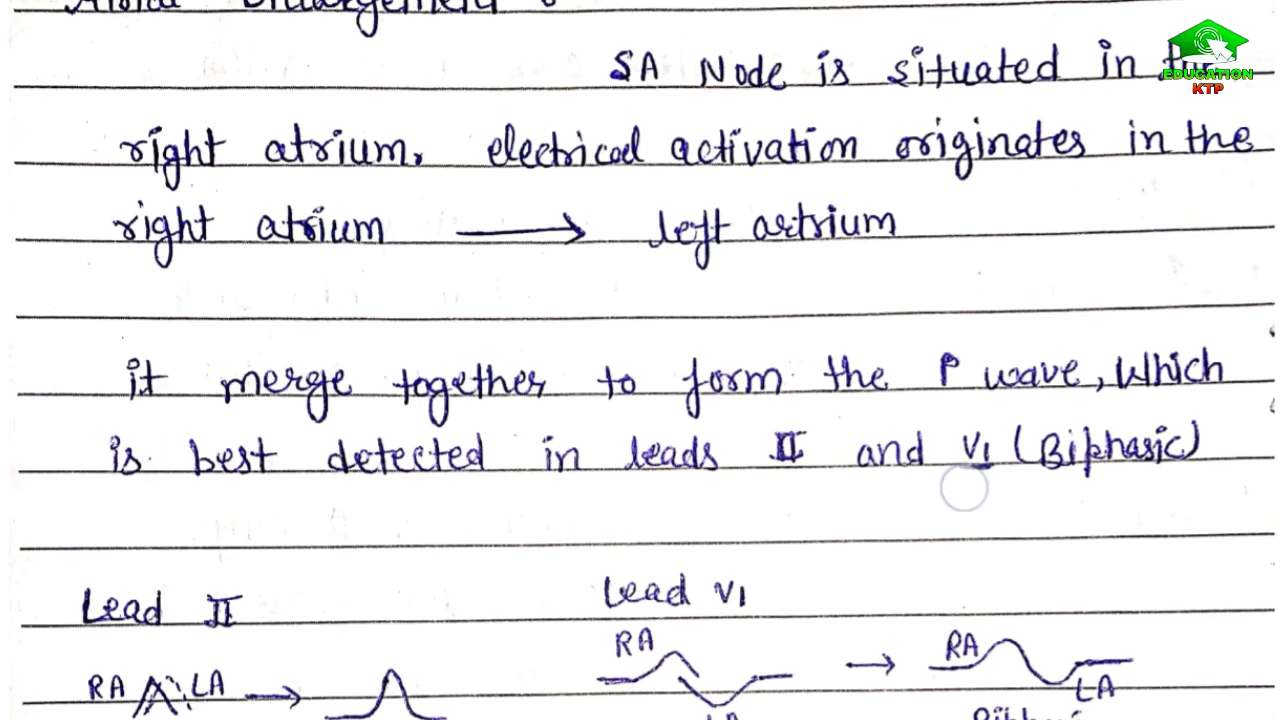 Enlargement :
SA Node is situated in the
right atrium. electrical activation originates in the
right atrium → left artrium
it merge together to form the P wave, Which
is best detected in leads II and V1 (Biphasic)
Lead II
Lead V1
RA LA →
RA
LA
→
RA
LA
EDUCATION
KTP